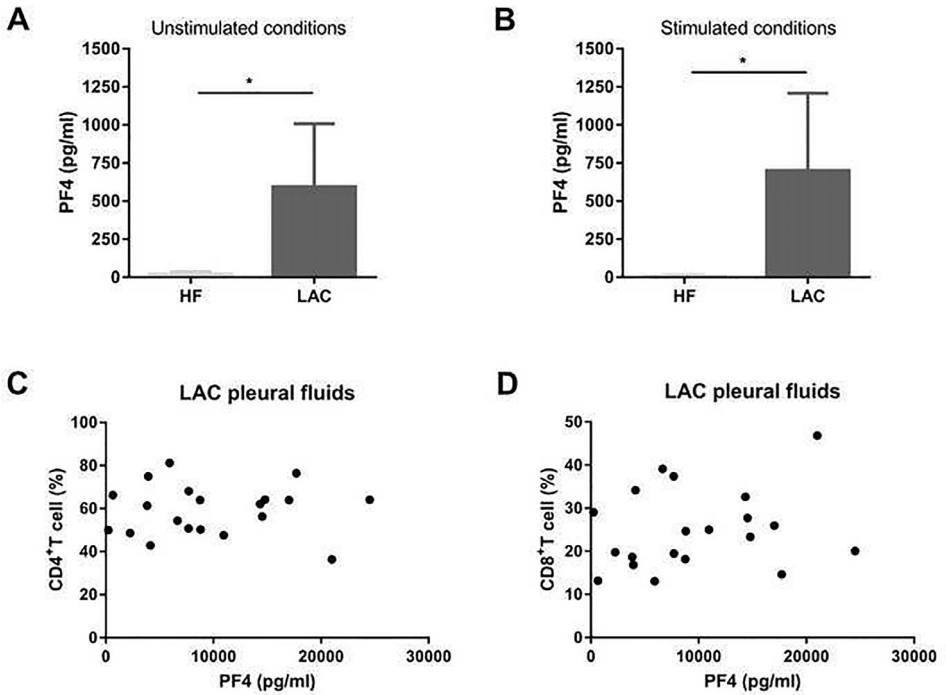 A
Unstimulated conditions
PF4 (pg/ml)
1500
1250
1000
750
500
250
0
*
HF LAC
B
Stimulated conditions
PF4 (pg/ml)
1500
1250
1000
750
500
250
0
*
HF LAC
C
LAC pleural fluids
CD4+T cell (%)
100
80
60
40
20
0
0 10000 20000 30000
PF4 (pg/ml)
D
LAC pleural fluids
CD8+T cell (%)
50
40
30
20
10
0
0 10000 20000 30000
PF4 (pg/ml)